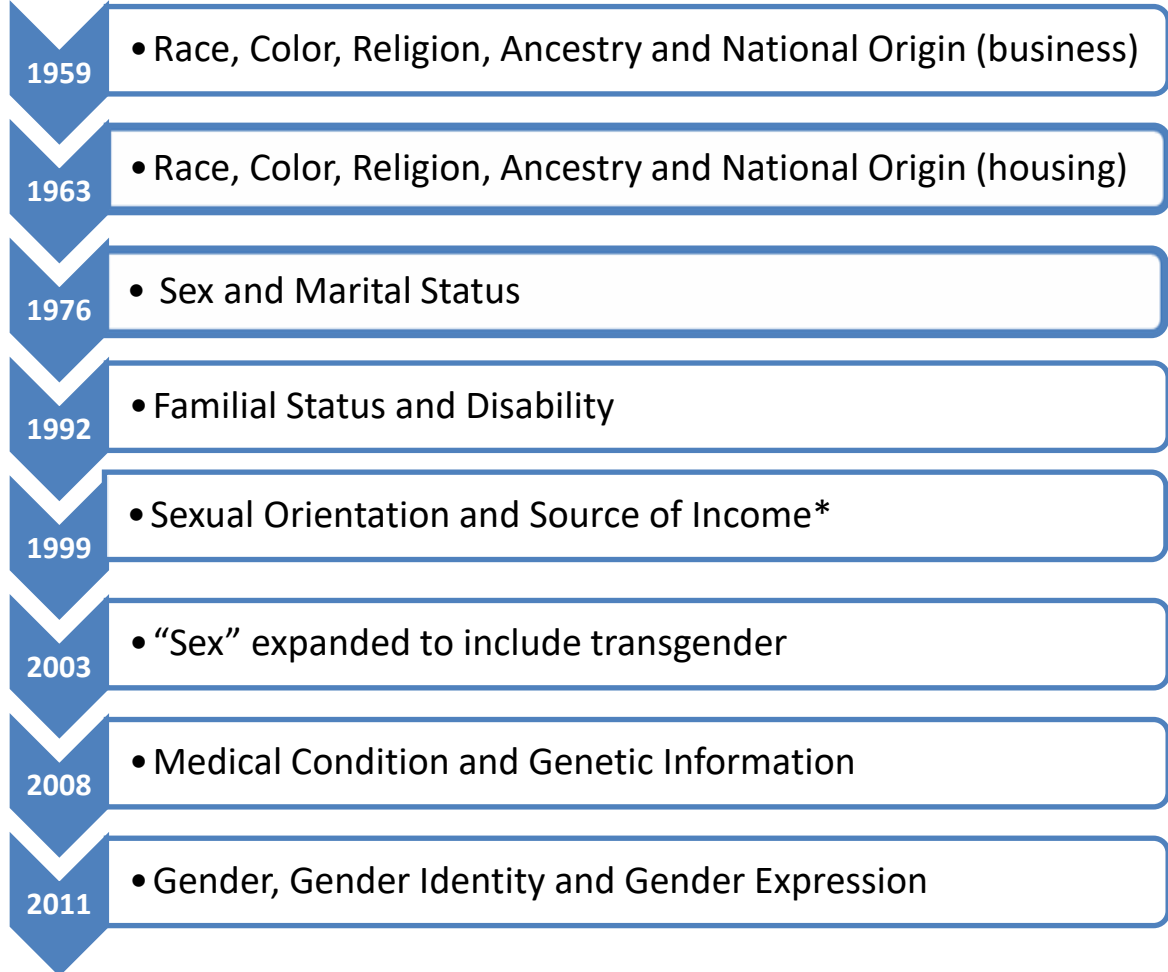 1959
• Race, Color, Religion, Ancestry and National Origin (business)
1963
• Race, Color, Religion, Ancestry and National Origin (housing)
1976
• Sex and Marital Status
1992
• Familial Status and Disability
1999
• Sexual Orientation and Source of Income*
2003
• “Sex” expanded to include transgender
2008
• Medical Condition and Genetic Information
2011
• Gender, Gender Identity and Gender Expression